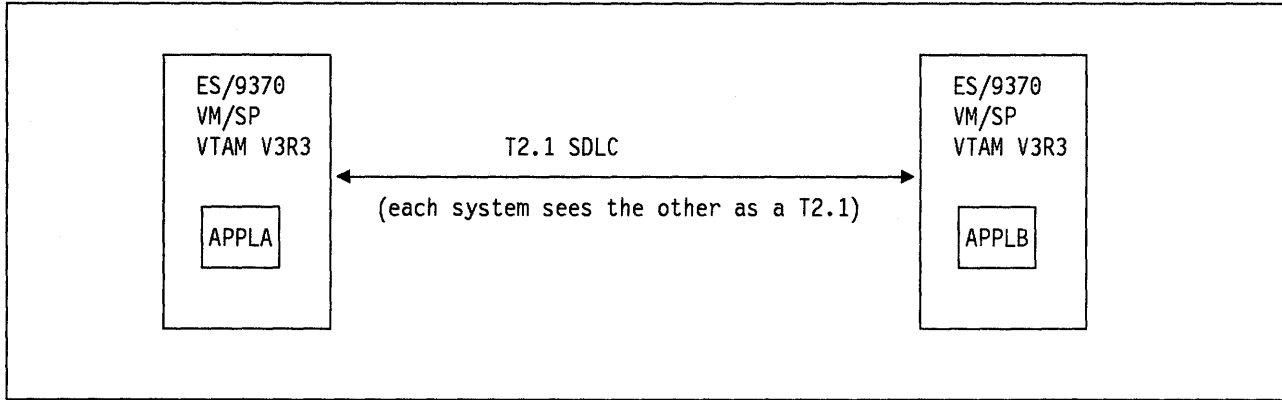 ES/9370
VM/SP
VTAM V3R3
APPLA
T2.1 SDLC
(each system sees the other as a T2.1)
ES/9370
VM/SP
VTAM V3R3
APPLB